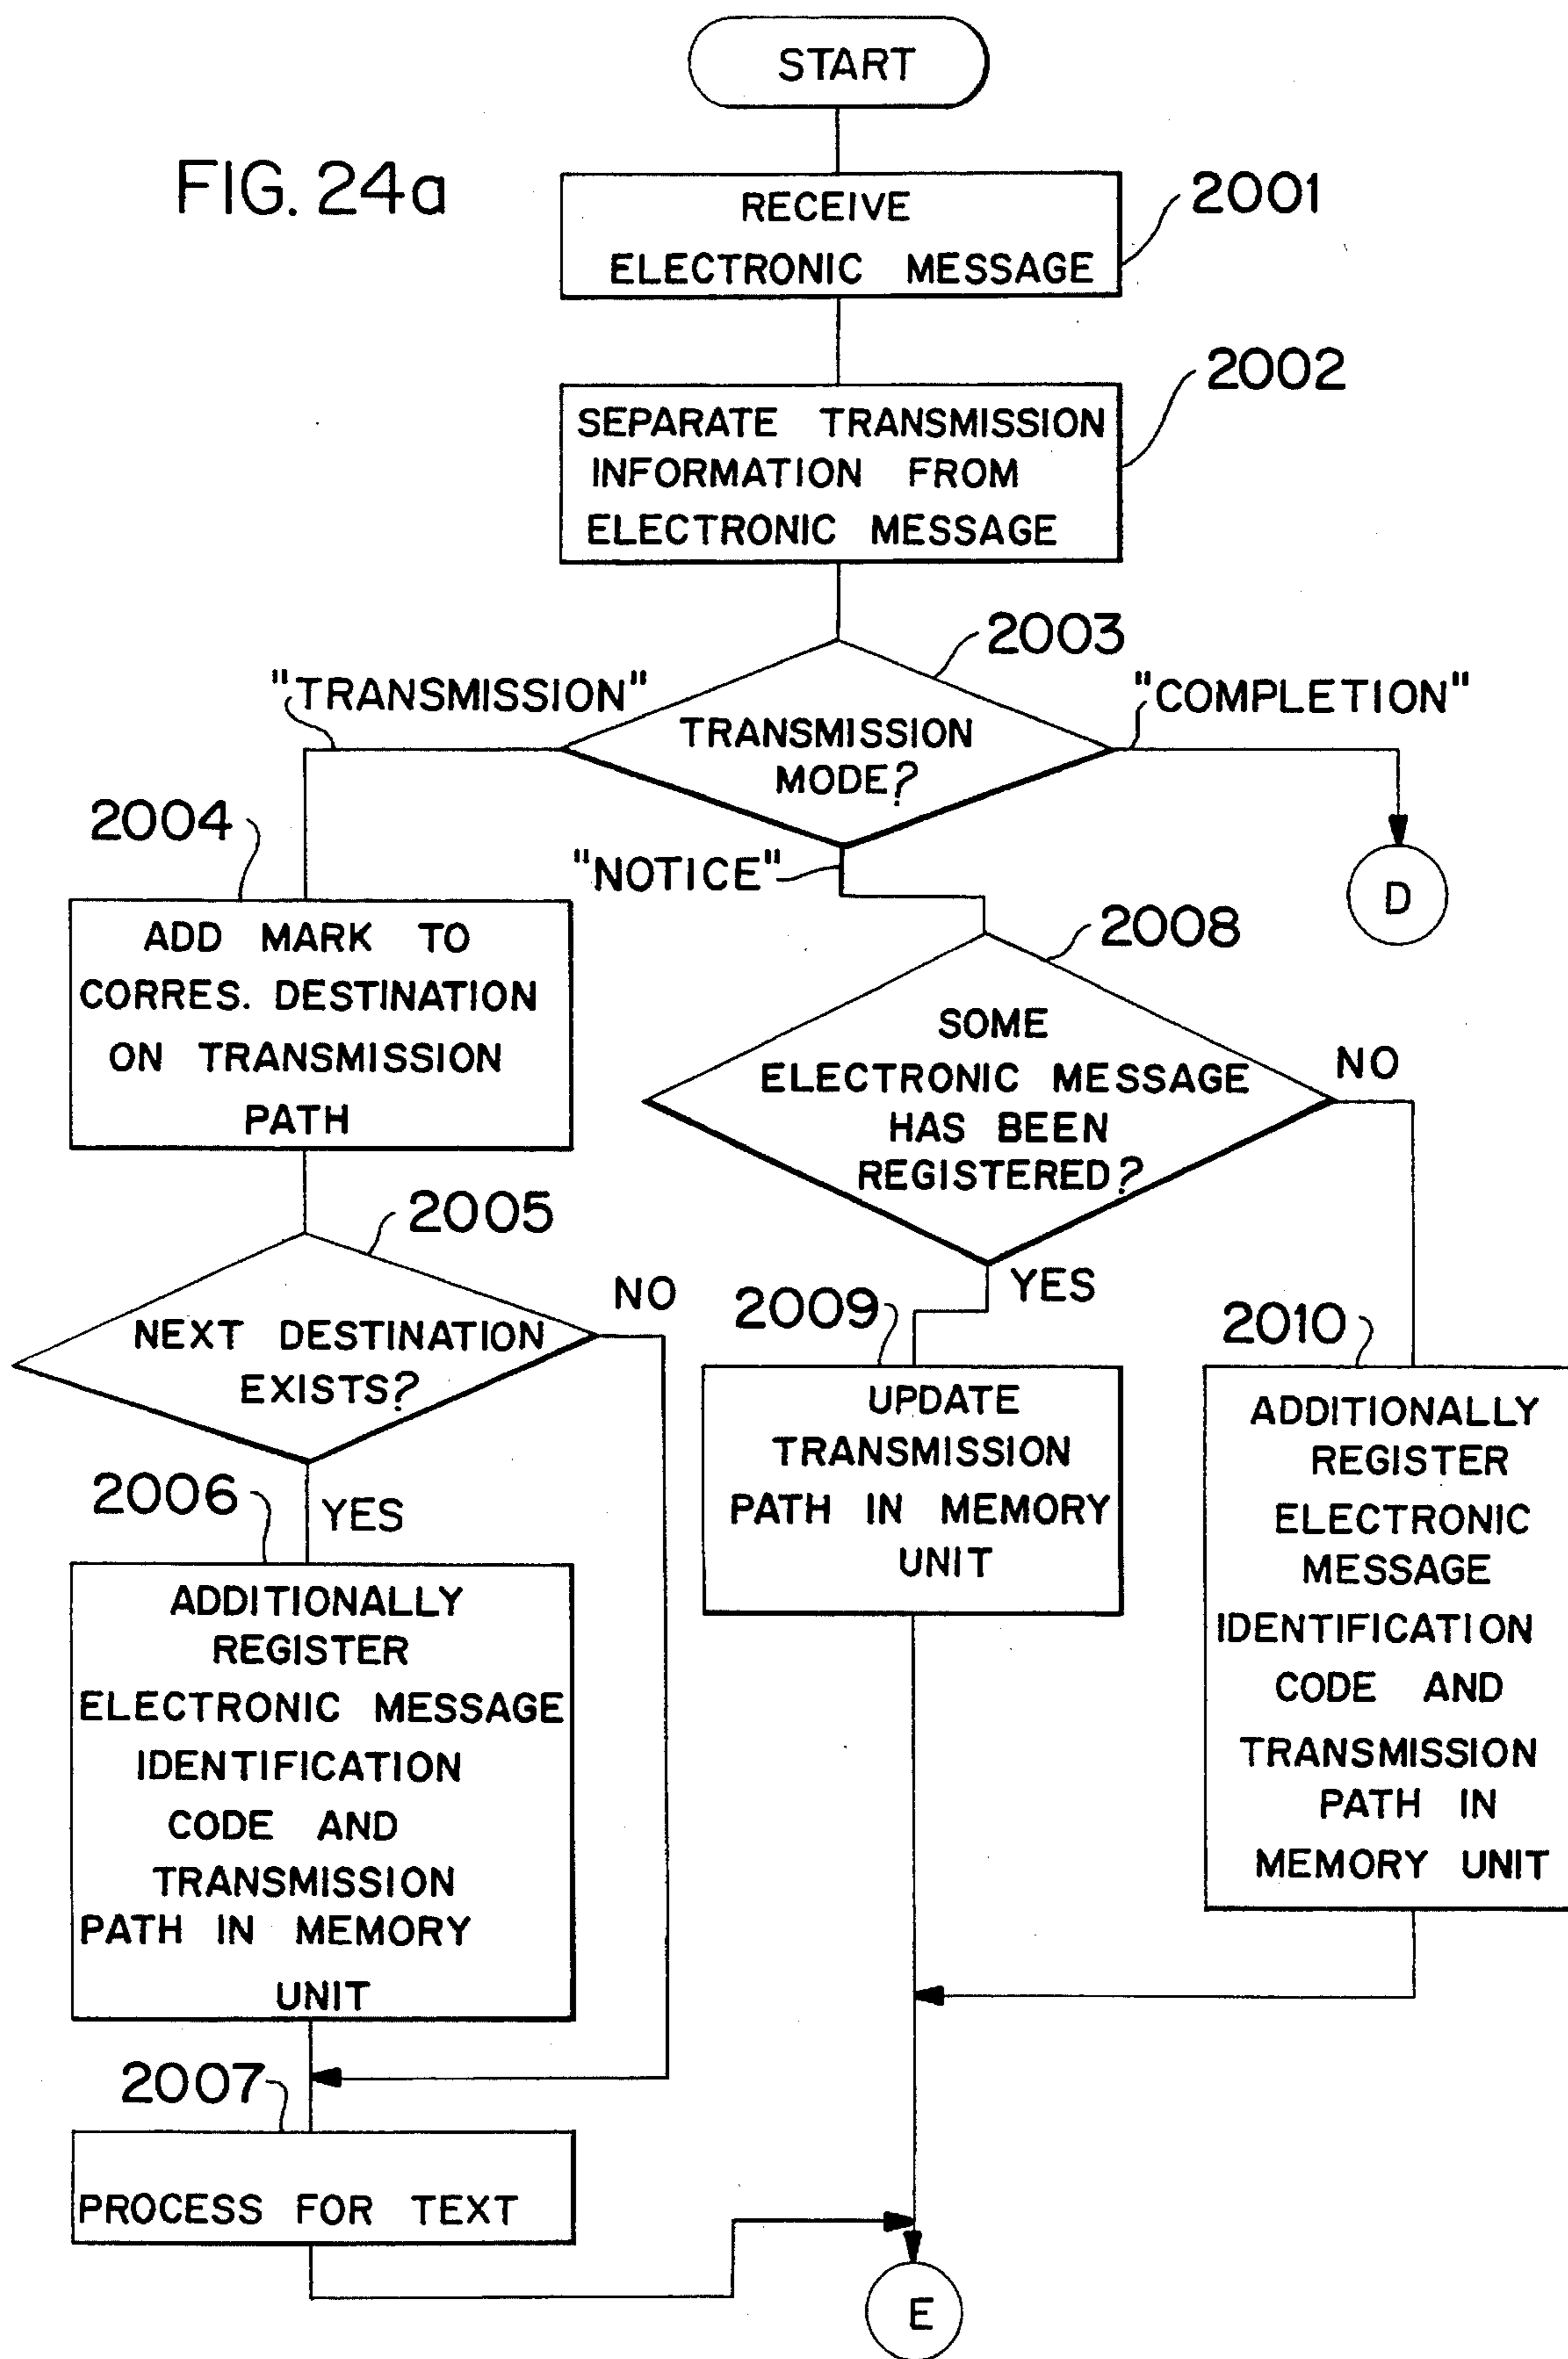 START
FIG. 24a
RECEIVE
ELECTRONIC MESSAGE
2001
SEPARATE TRANSMISSION
INFORMATION FROM
ELECTRONIC MESSAGE
2002
2003
"TRANSMISSION"
TRANSMISSION
MODE?
"COMPLETION"
D
"NOTICE"
2004
ADD MARK TO
CORRES. DESTINATION
ON TRANSMISSION
PATH
2008
SOME
ELECTRONIC MESSAGE
HAS BEEN
REGISTERED?
NO
YES
2005
NEXT DESTINATION
EXISTS?
NO
YES
2009
UPDATE
TRANSMISSION
PATH IN MEMORY
UNIT
2010
ADDITIONALLY
REGISTER
ELECTRONIC
MESSAGE
IDENTIFICATION
CODE AND
TRANSMISSION
PATH IN
MEMORY UNIT
2006
ADDITIONALLY
REGISTER
ELECTRONIC MESSAGE
IDENTIFICATION
CODE AND
TRANSMISSION
PATH IN MEMORY
UNIT
2007
PROCESS FOR TEXT
E